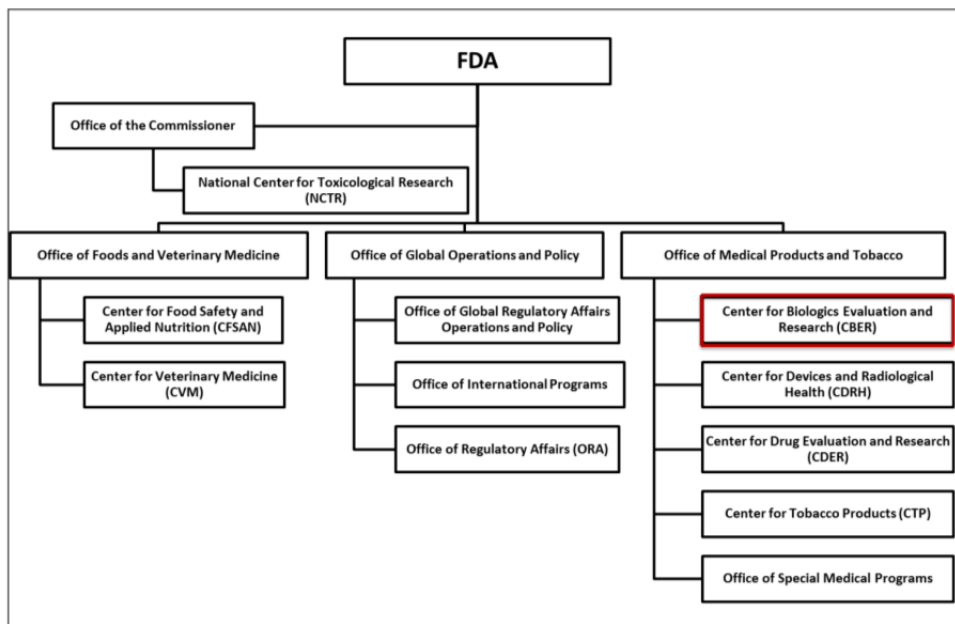 FDA
Office of the Commissioner
National Center for Toxicological Research
(NCTR)
Office of Foods and Veterinary Medicine
Office of Global Operations and Policy
Office of Medical Products and Tobacco
Center for Food Safety and
Applied Nutrition (CFSAN)
Center for Veterinary Medicine
(CVM)
Office of Global Regulatory Affairs
Operations and Policy
Office of International Programs
Office of Regulatory Affairs (ORA)
Center for Biologics Evaluation and
Research (CBER)
Center for Devices and Radiological
Health (CDRH)
Center for Drug Evaluation and Research
(CDER)
Center for Tobacco Products (CTP)
Office of Special Medical Programs